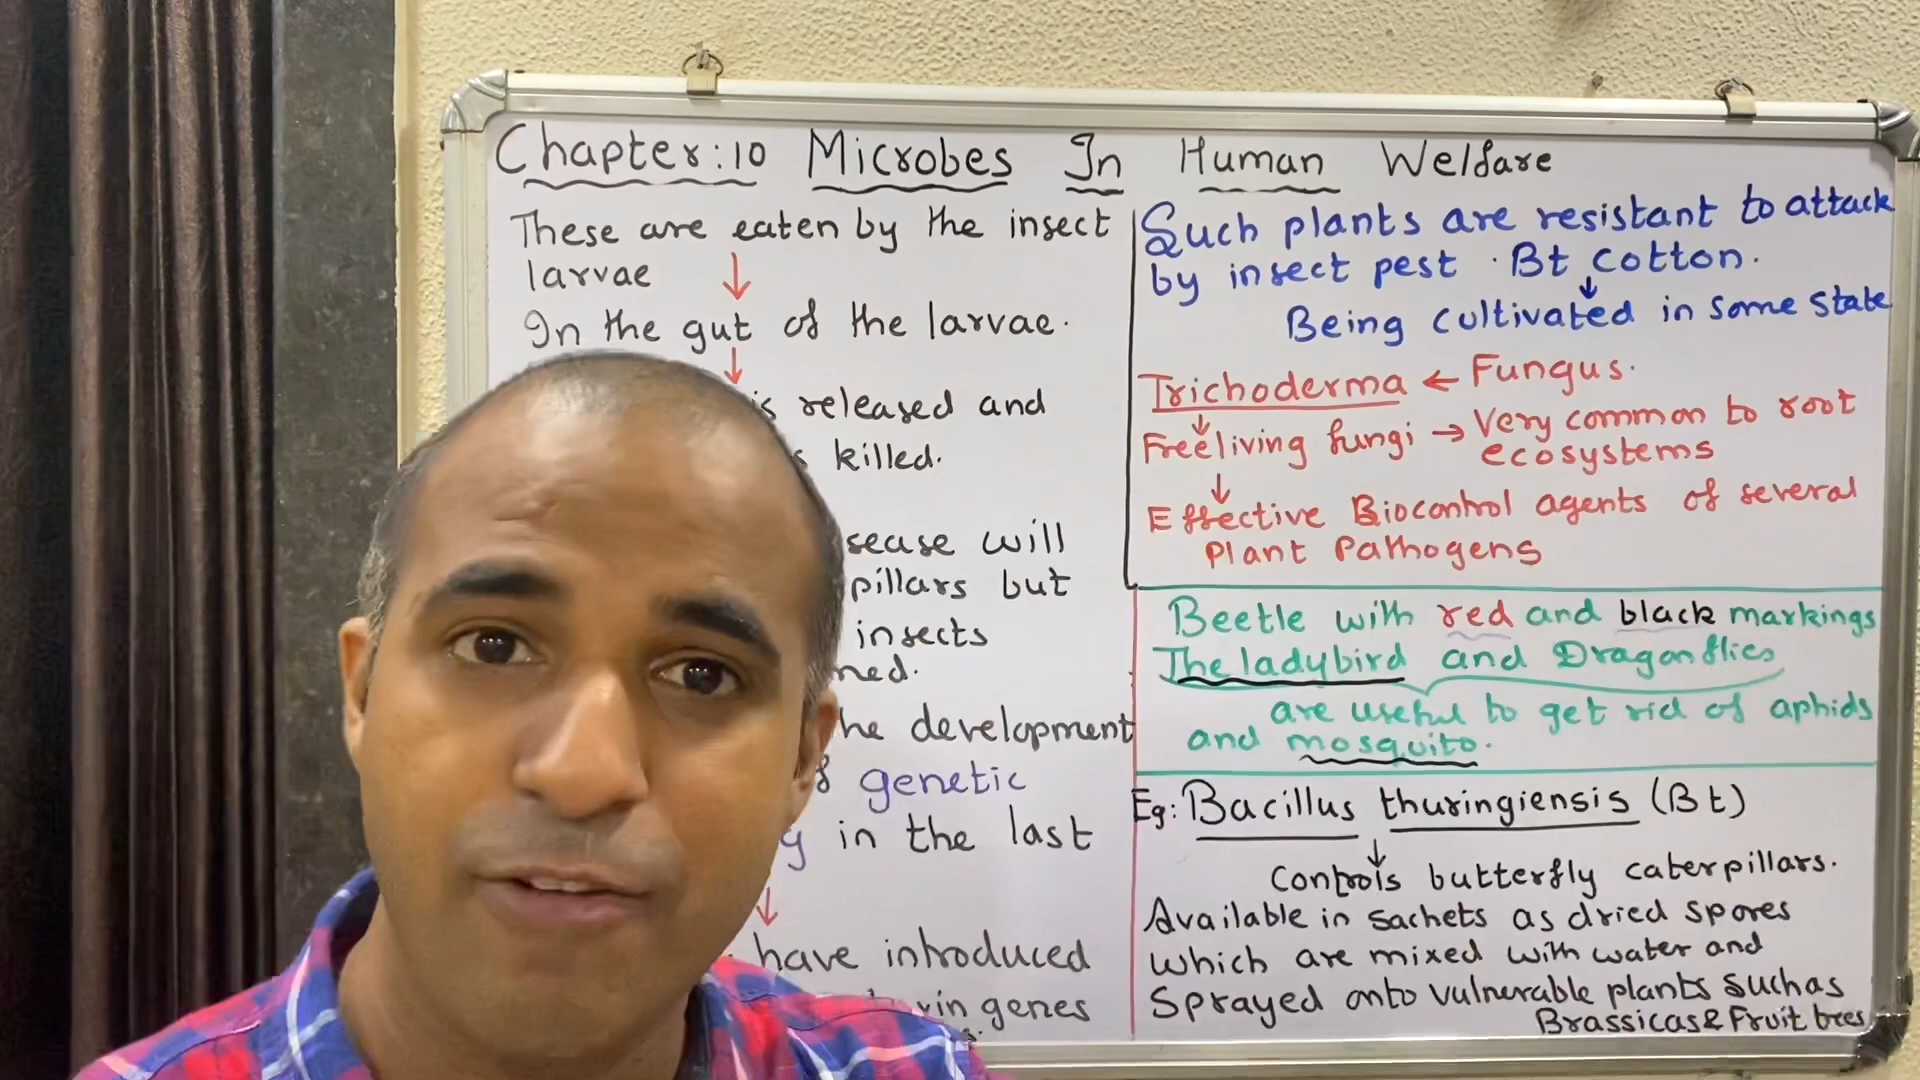 Chapter:10 Microbes In Human Welfare
These are eaten by the insect
larvae
In the gut of the larvae.
is released and
killed.
sease will
pillars but
insects
ned.
he development
genetic
y in the last
have introduced
genes
Such plants are resistant to attack
by insect pest . Bt cotton.
Being cultivated in some state
Trichoderma ← Fungus.
Freeliving fungi → Very common to root
ecosystems
Effective Biocontrol agents of several
Plant Pathogens
Beetle with red and black markings
The ladybird and Dragonflies
are useful to get rid of aphids
and mosquito.
Eg: Bacillus thuringiensis (Bt)
Controls butterfly caterpillars.
Available in sachets as dried spores
which are mixed with water and
Sprayed onto vulnerable plants such as
Brassicas & Fruit trees